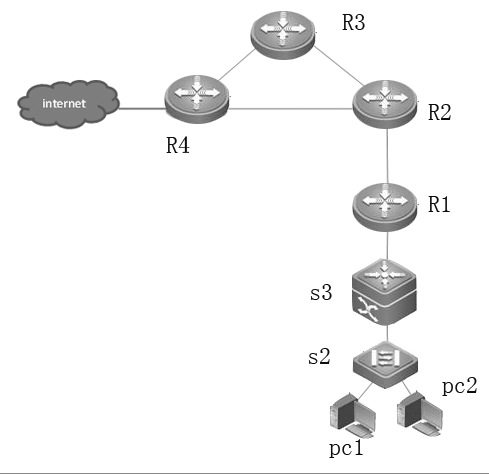 R3
internet
R2
R4
R1
s3
s2
pc2
pc1